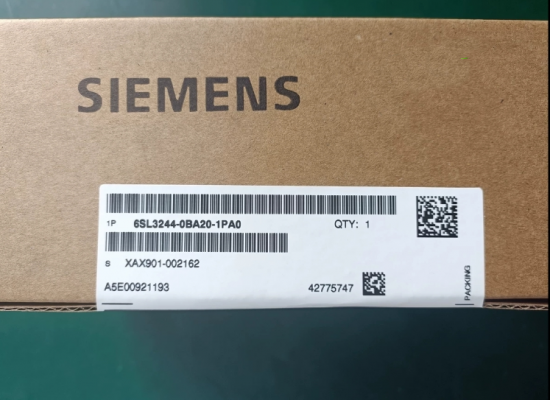 SIEMENS
1P 6SL3244-0BA20-1PA0 QTY: 1
S XAX901-002162
A5E00921193 42775747
PACKING